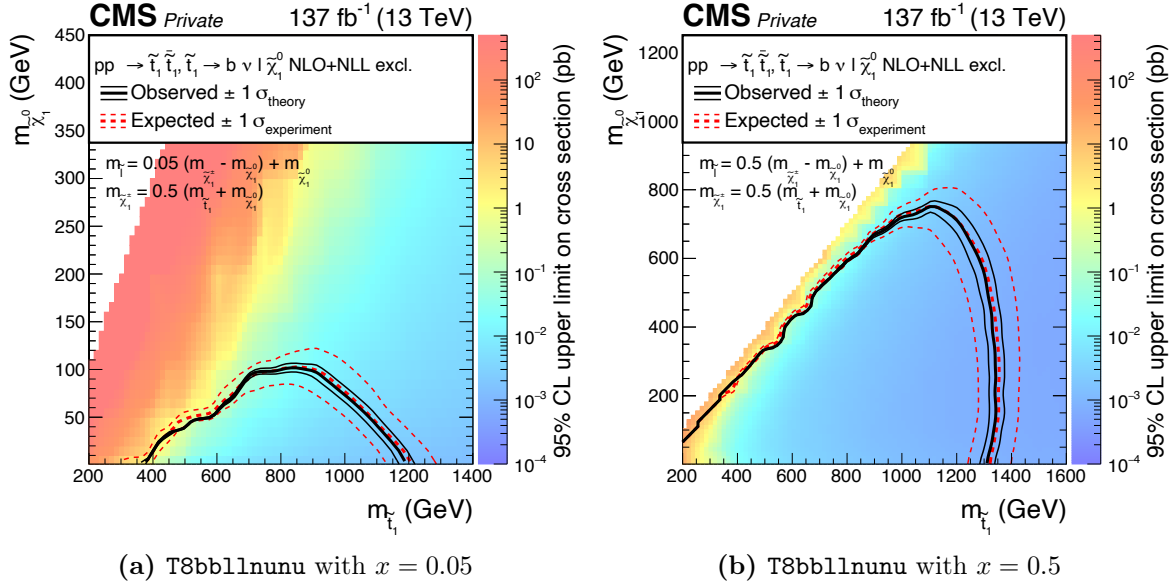 CMS Private 137 fb⁻¹ (13 TeV)
pp → t̃₁ t̃̄₁, t̃₁ → b ν l χ̃₁⁰ NLO+NLL excl.
Observed ± 1 σ_theory
Expected ± 1 σ_experiment
m_l̃ = 0.05 (m_χ̃₁± - m_χ̃₁⁰) + m_χ̃₁⁰
m_χ̃₁± = 0.5 (m_t̃₁ + m_χ̃₁⁰)
m_χ̃₁⁰ (GeV)
450
400
350
300
250
200
150
100
50
200 400 600 800 1000 1200 1400
m_t̃₁ (GeV)
10²
10
1
10⁻¹
10⁻²
10⁻³
10⁻⁴
95% CL upper limit on cross section (pb)
(a) T8bbllnunu with x = 0.05
CMS Private 137 fb⁻¹ (13 TeV)
pp → t̃₁ t̃̄₁, t̃₁ → b ν l χ̃₁⁰ NLO+NLL excl.
Observed ± 1 σ_theory
Expected ± 1 σ_experiment
m_l̃ = 0.5 (m_χ̃₁± - m_χ̃₁⁰) + m_χ̃₁⁰
m_χ̃₁± = 0.5 (m_t̃₁ + m_χ̃₁⁰)
m_χ̃₁⁰ (GeV)
1200
1000
800
600
400
200
200 400 600 800 1000 1200 1400 1600
m_t̃₁ (GeV)
10²
10
1
10⁻¹
10⁻²
10⁻³
10⁻⁴
95% CL upper limit on cross section (pb)
(b) T8bbllnunu with x = 0.5